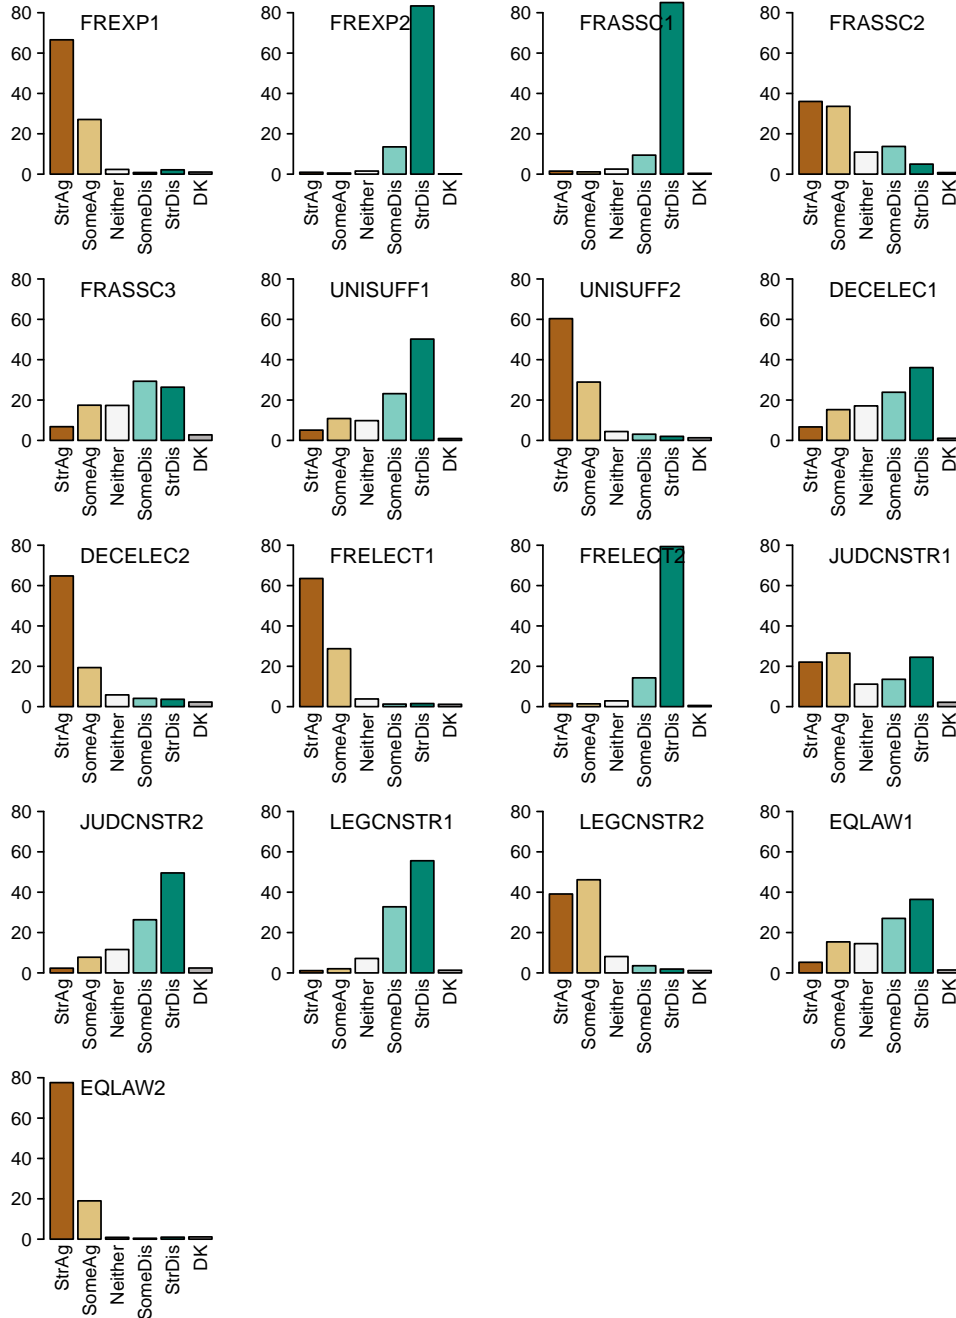 FREXP1
80
60
40
20
0
StrAg
SomeAg
Neither
SomeDis
StrDis
DK
FREXP2
80
60
40
20
0
StrAg
SomeAg
Neither
SomeDis
StrDis
DK
FRASSC1
80
60
40
20
0
StrAg
SomeAg
Neither
SomeDis
StrDis
DK
FRASSC2
80
60
40
20
0
StrAg
SomeAg
Neither
SomeDis
StrDis
DK
FRASSC3
80
60
40
20
0
StrAg
SomeAg
Neither
SomeDis
StrDis
DK
UNISUFF1
80
60
40
20
0
StrAg
SomeAg
Neither
SomeDis
StrDis
DK
UNISUFF2
80
60
40
20
0
StrAg
SomeAg
Neither
SomeDis
StrDis
DK
DECELEC1
80
60
40
20
0
StrAg
SomeAg
Neither
SomeDis
StrDis
DK
DECELEC2
80
60
40
20
0
StrAg
SomeAg
Neither
SomeDis
StrDis
DK
FRELECT1
80
60
40
20
0
StrAg
SomeAg
Neither
SomeDis
StrDis
DK
FRELECT2
80
60
40
20
0
StrAg
SomeAg
Neither
SomeDis
StrDis
DK
JUDCNSTR1
80
60
40
20
0
StrAg
SomeAg
Neither
SomeDis
StrDis
DK
JUDCNSTR2
80
60
40
20
0
StrAg
SomeAg
Neither
SomeDis
StrDis
DK
LEGCNSTR1
80
60
40
20
0
StrAg
SomeAg
Neither
SomeDis
StrDis
DK
LEGCNSTR2
80
60
40
20
0
StrAg
SomeAg
Neither
SomeDis
StrDis
DK
EQLAW1
80
60
40
20
0
StrAg
SomeAg
Neither
SomeDis
StrDis
DK
EQLAW2
80
60
40
20
0
StrAg
SomeAg
Neither
SomeDis
StrDis
DK